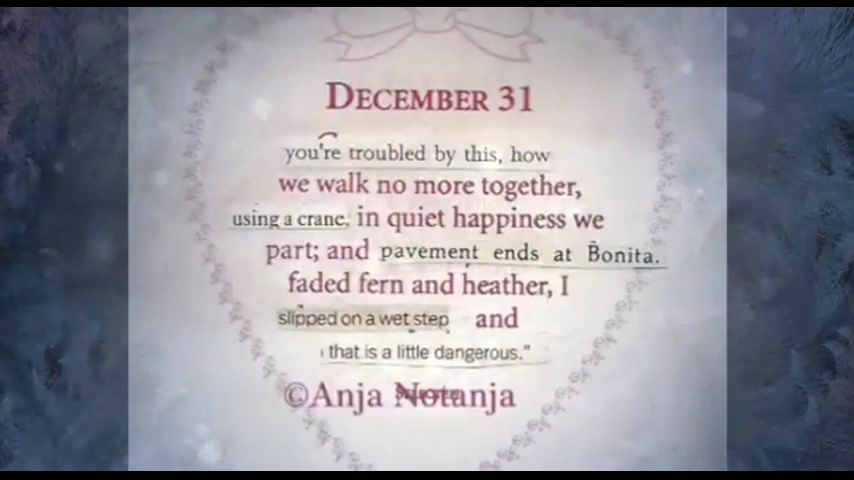 DECEMBER 31
you're troubled by this, how
we walk no more together,
using a crane, in quiet happiness we
part; and pavement ends at Bonita.
faded fern and heather, I
slipped on a wet step and
that is a little dangerous."
©Anja Notanja